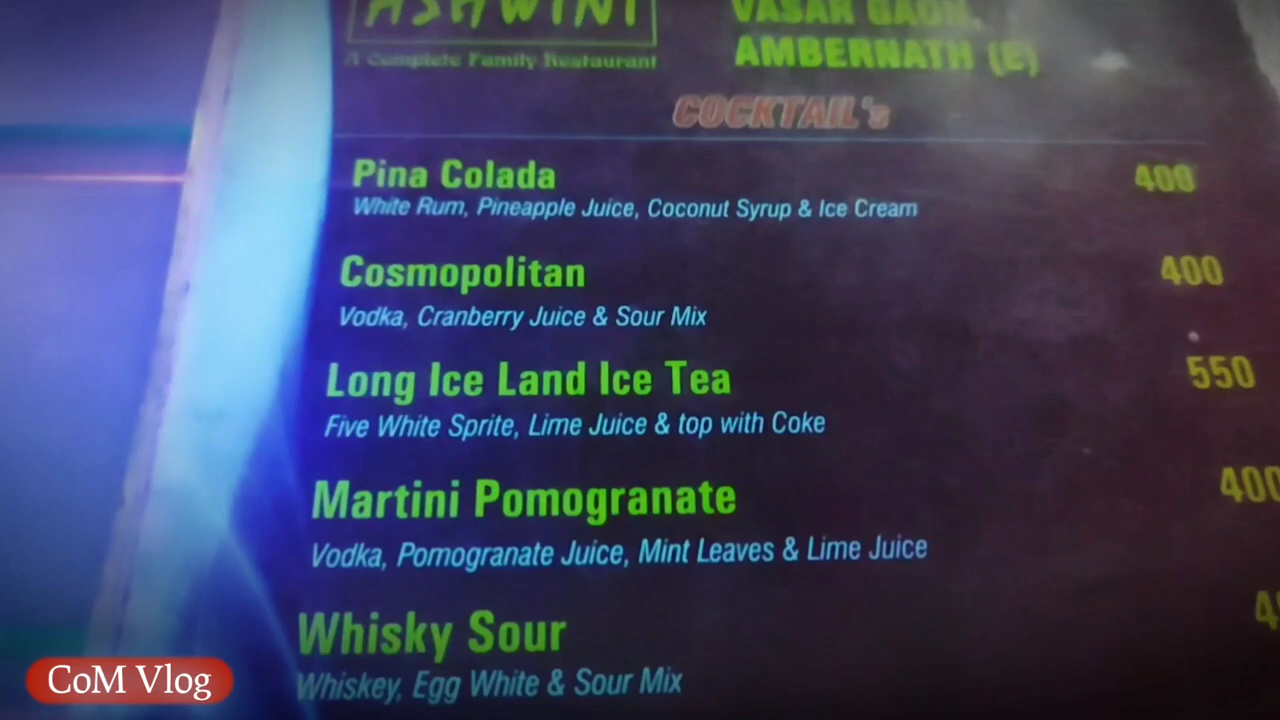 ASHWINI
A Complete Family Restaurant
VASAR GAON,
AMBERNATH (E)
COCKTAIL's
Pina Colada 400
White Rum, Pineapple Juice, Coconut Syrup & Ice Cream
Cosmopolitan 400
Vodka, Cranberry Juice & Sour Mix
Long Ice Land Ice Tea 550
Five White Sprite, Lime Juice & top with Coke
Martini Pomogranate 400
Vodka, Pomogranate Juice, Mint Leaves & Lime Juice
Whisky Sour
Whiskey, Egg White & Sour Mix
CoM Vlog